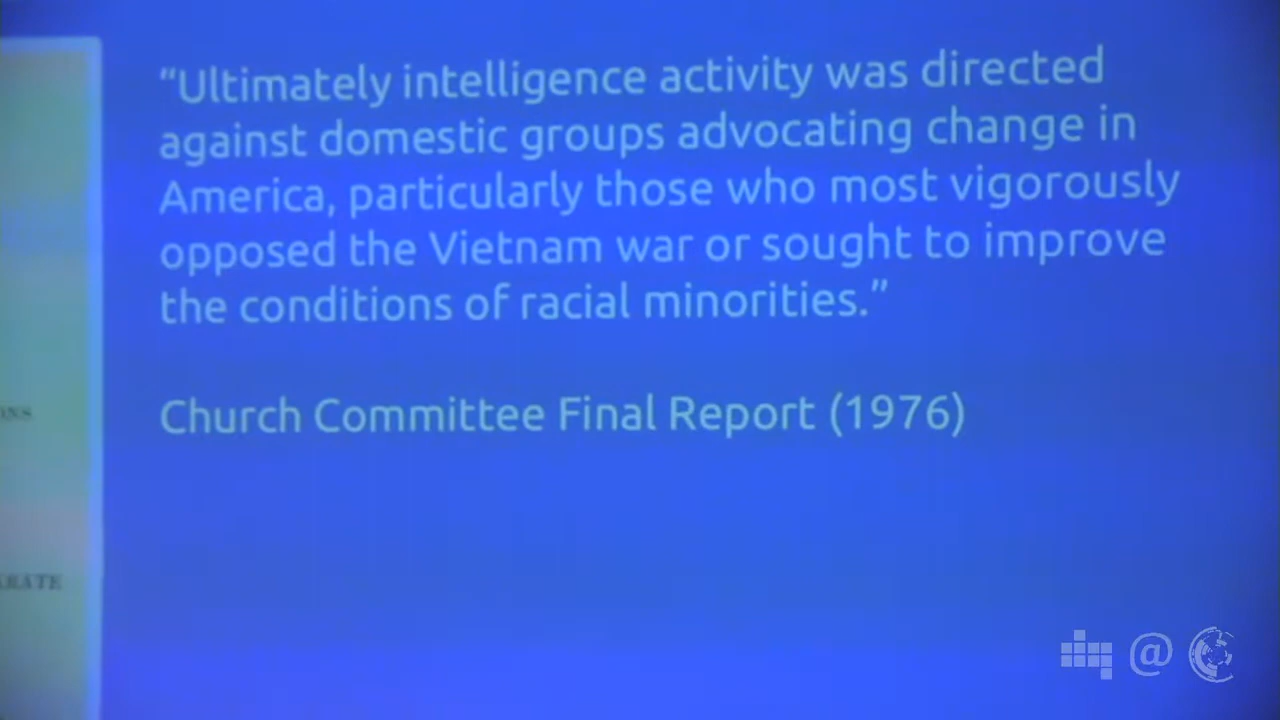 “Ultimately intelligence activity was directed
against domestic groups advocating change in
America, particularly those who most vigorously
opposed the Vietnam war or sought to improve
the conditions of racial minorities.”
Church Committee Final Report (1976)
@